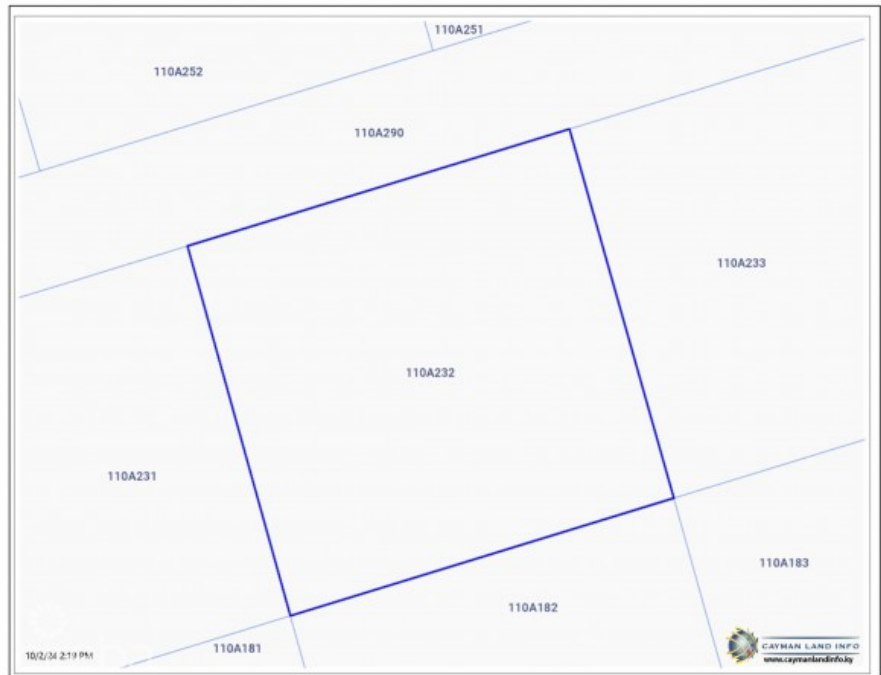 110A251
110A252
110A290
110A233
110A232
110A231
110A183
110A182
110A181
10/2/24 2:19 PM
CAYMAN LAND INFO
www.caymanlandinfo.ky